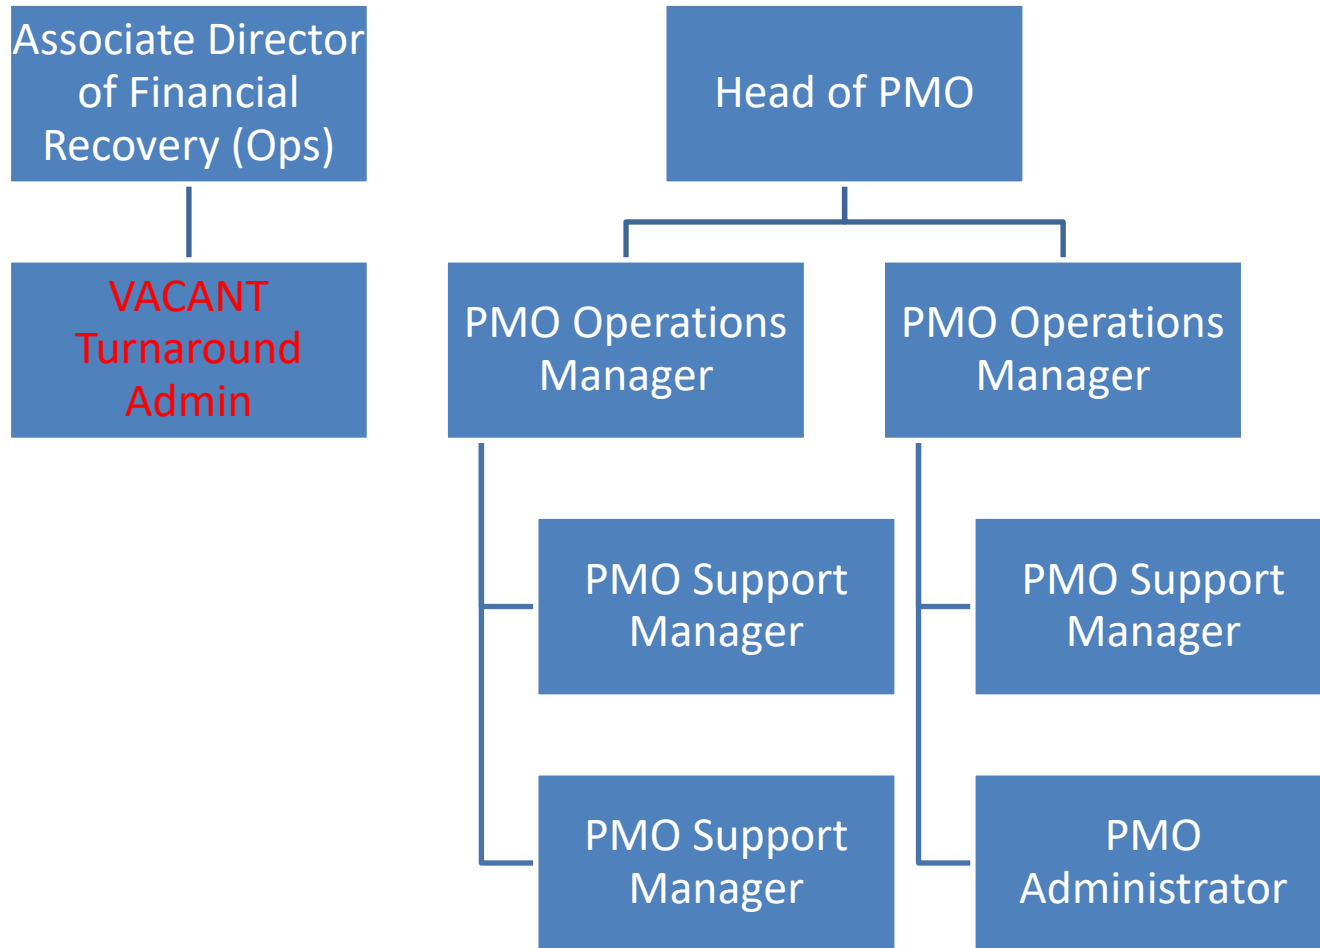 Associate Director
of Financial
Recovery (Ops)
Head of PMO
VACANT
Turnaround
Admin
PMO Operations
Manager
PMO Operations
Manager
PMO Support
Manager
PMO Support
Manager
PMO Support
Manager
PMO
Administrator